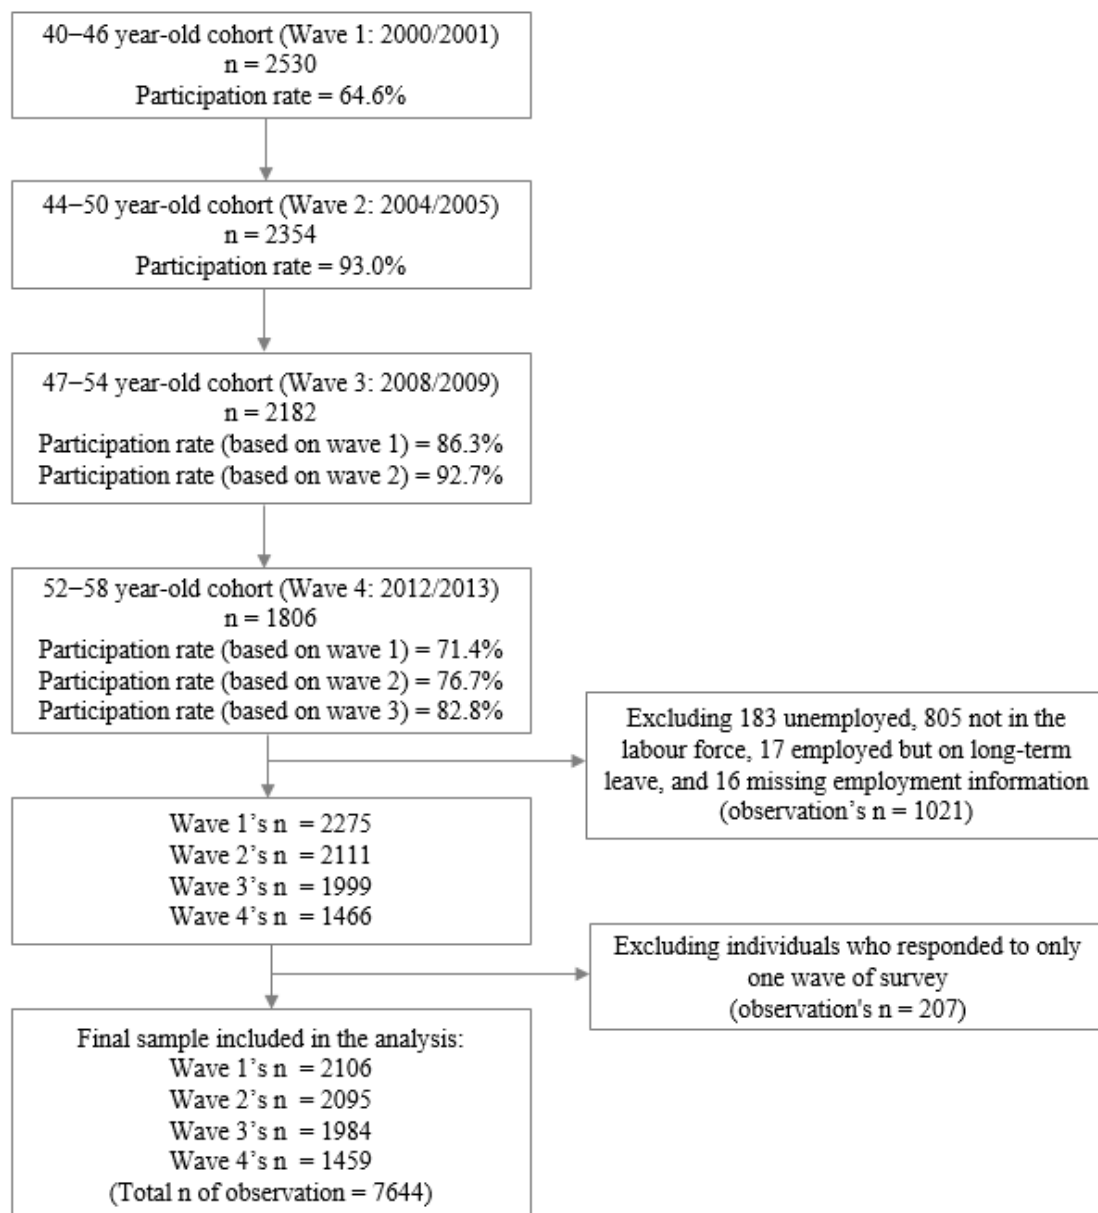 40–46 year-old cohort (Wave 1: 2000/2001)
n = 2530
Participation rate = 64.6%
44–50 year-old cohort (Wave 2: 2004/2005)
n = 2354
Participation rate = 93.0%
47–54 year-old cohort (Wave 3: 2008/2009)
n = 2182
Participation rate (based on wave 1) = 86.3%
Participation rate (based on wave 2) = 92.7%
52–58 year-old cohort (Wave 4: 2012/2013)
n = 1806
Participation rate (based on wave 1) = 71.4%
Participation rate (based on wave 2) = 76.7%
Participation rate (based on wave 3) = 82.8%
Excluding 183 unemployed, 805 not in the
labour force, 17 employed but on long-term
leave, and 16 missing employment information
(observation’s n = 1021)
Wave 1’s n = 2275
Wave 2’s n = 2111
Wave 3’s n = 1999
Wave 4’s n = 1466
Excluding individuals who responded to only
one wave of survey
(observation's n = 207)
Final sample included in the analysis:
Wave 1’s n = 2106
Wave 2’s n = 2095
Wave 3’s n = 1984
Wave 4’s n = 1459
(Total n of observation = 7644)